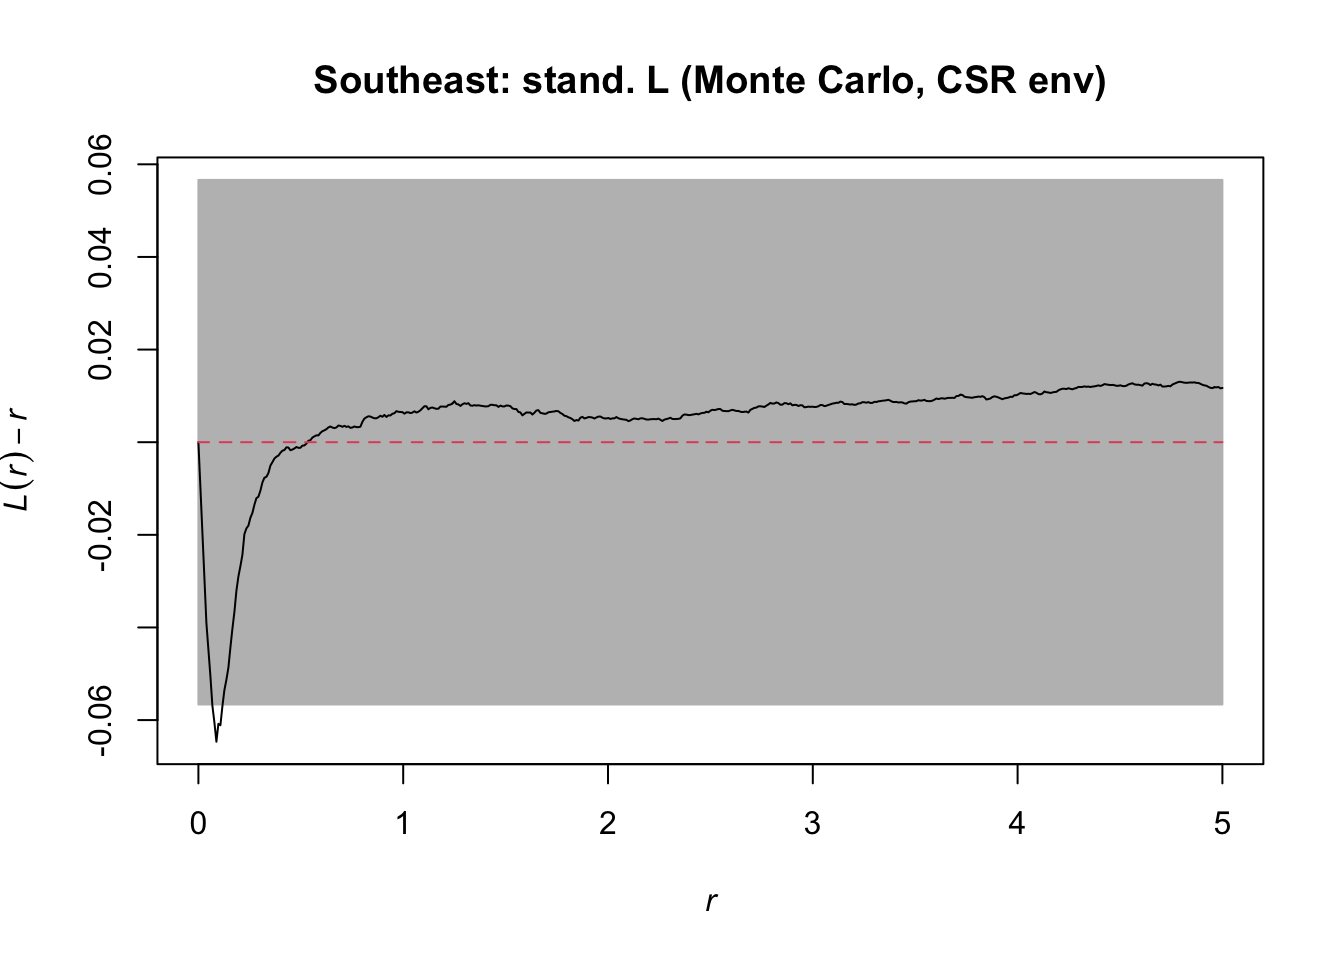 Southeast: stand. L (Monte Carlo, CSR env)
0.06
0.04
0.02
-0.02
-0.06
L(r) − r
0 1 2 3 4 5
r